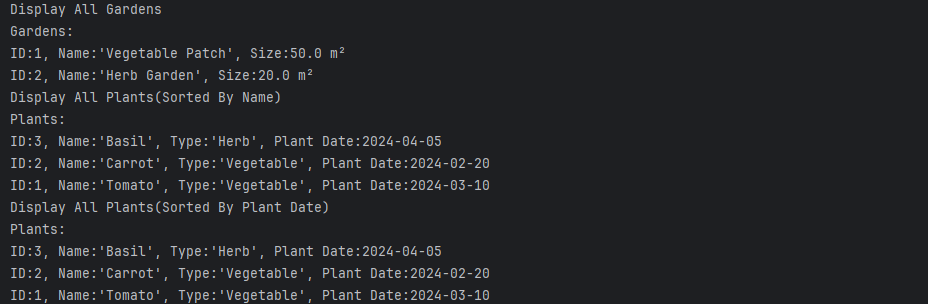 Display All Gardens
Gardens:
ID:1, Name:'Vegetable Patch', Size:50.0 m²
ID:2, Name:'Herb Garden', Size:20.0 m²
Display All Plants(Sorted By Name)
Plants:
ID:3, Name:'Basil', Type:'Herb', Plant Date:2024-04-05
ID:2, Name:'Carrot', Type:'Vegetable', Plant Date:2024-02-20
ID:1, Name:'Tomato', Type:'Vegetable', Plant Date:2024-03-10
Display All Plants(Sorted By Plant Date)
Plants:
ID:3, Name:'Basil', Type:'Herb', Plant Date:2024-04-05
ID:2, Name:'Carrot', Type:'Vegetable', Plant Date:2024-02-20
ID:1, Name:'Tomato', Type:'Vegetable', Plant Date:2024-03-10